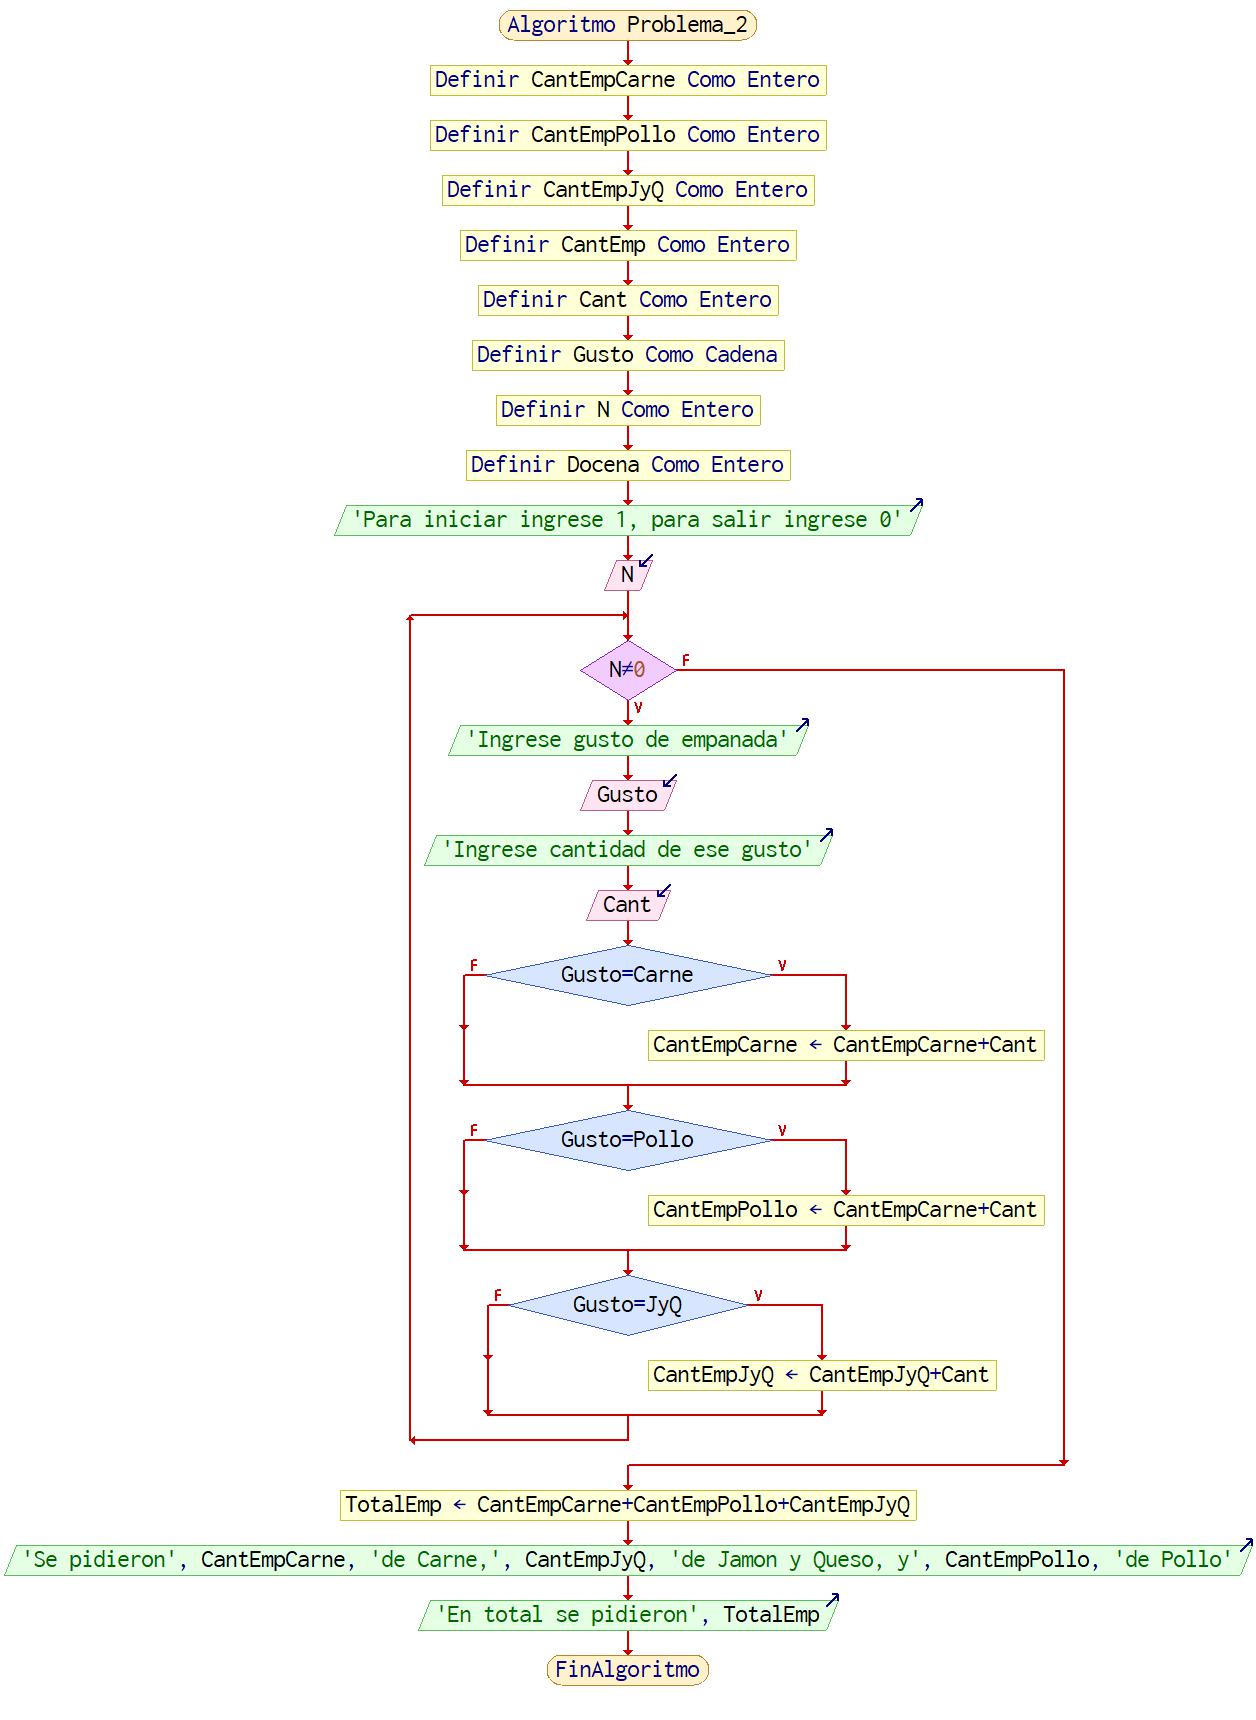 Algoritmo Problema_2
Definir CantEmpCarne Como Entero
Definir CantEmpPollo Como Entero
Definir CantEmpJyQ Como Entero
Definir CantEmp Como Entero
Definir Cant Como Entero
Definir Gusto Como Cadena
Definir N Como Entero
Definir Docena Como Entero
'Para iniciar ingrese 1, para salir ingrese 0'
N
N≠0
F
V
'Ingrese gusto de empanada'
Gusto
'Ingrese cantidad de ese gusto'
Cant
F
Gusto=Carne
V
CantEmpCarne ← CantEmpCarne+Cant
F
Gusto=Pollo
V
CantEmpPollo ← CantEmpCarne+Cant
F
Gusto=JyQ
V
CantEmpJyQ ← CantEmpJyQ+Cant
TotalEmp ← CantEmpCarne+CantEmpPollo+CantEmpJyQ
'Se pidieron', CantEmpCarne, 'de Carne,', CantEmpJyQ, 'de Jamon y Queso, y', CantEmpPollo, 'de Pollo'
'En total se pidieron', TotalEmp
FinAlgoritmo